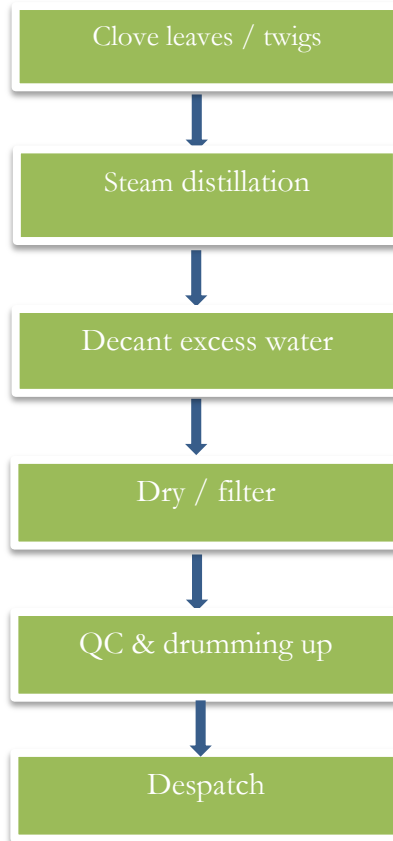 Clove leaves / twigs
Steam distillation
Decant excess water
Dry / filter
QC & drumming up
Despatch